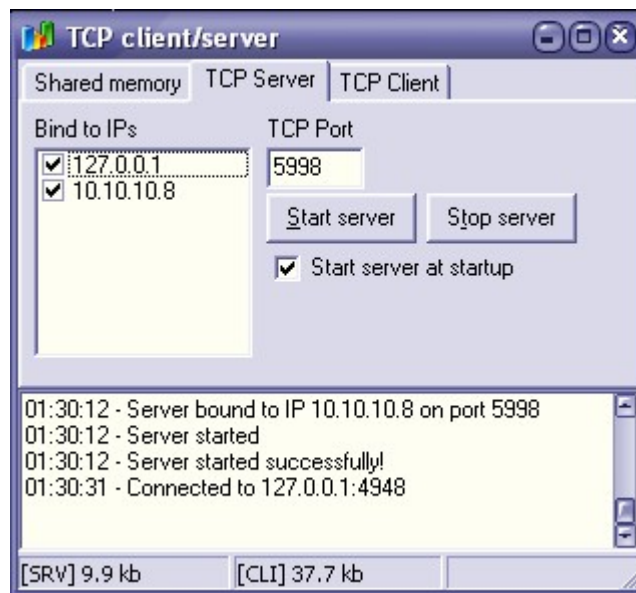 TCP client/server
Shared memory TCP Server TCP Client
Bind to IPs TCP Port
127.0.0.1 5998
10.10.10.8
Start server Stop server
Start server at startup
01:30:12 - Server bound to IP 10.10.10.8 on port 5998
01:30:12 - Server started
01:30:12 - Server started successfully!
01:30:31 - Connected to 127.0.0.1:4948
[SRV] 9.9 kb [CLI] 37.7 kb